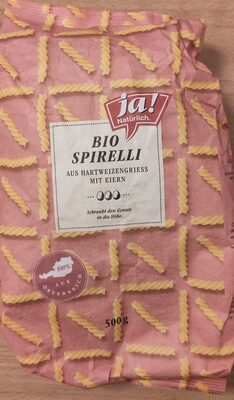 ja!
Natürlich.
BIO
SPIRELLI
AUS HARTWEIZENGRIESS
MIT EIERN
Schraubt den Genuss
in die Höhe.
100%
AUS
ÖSTERREICH
500g